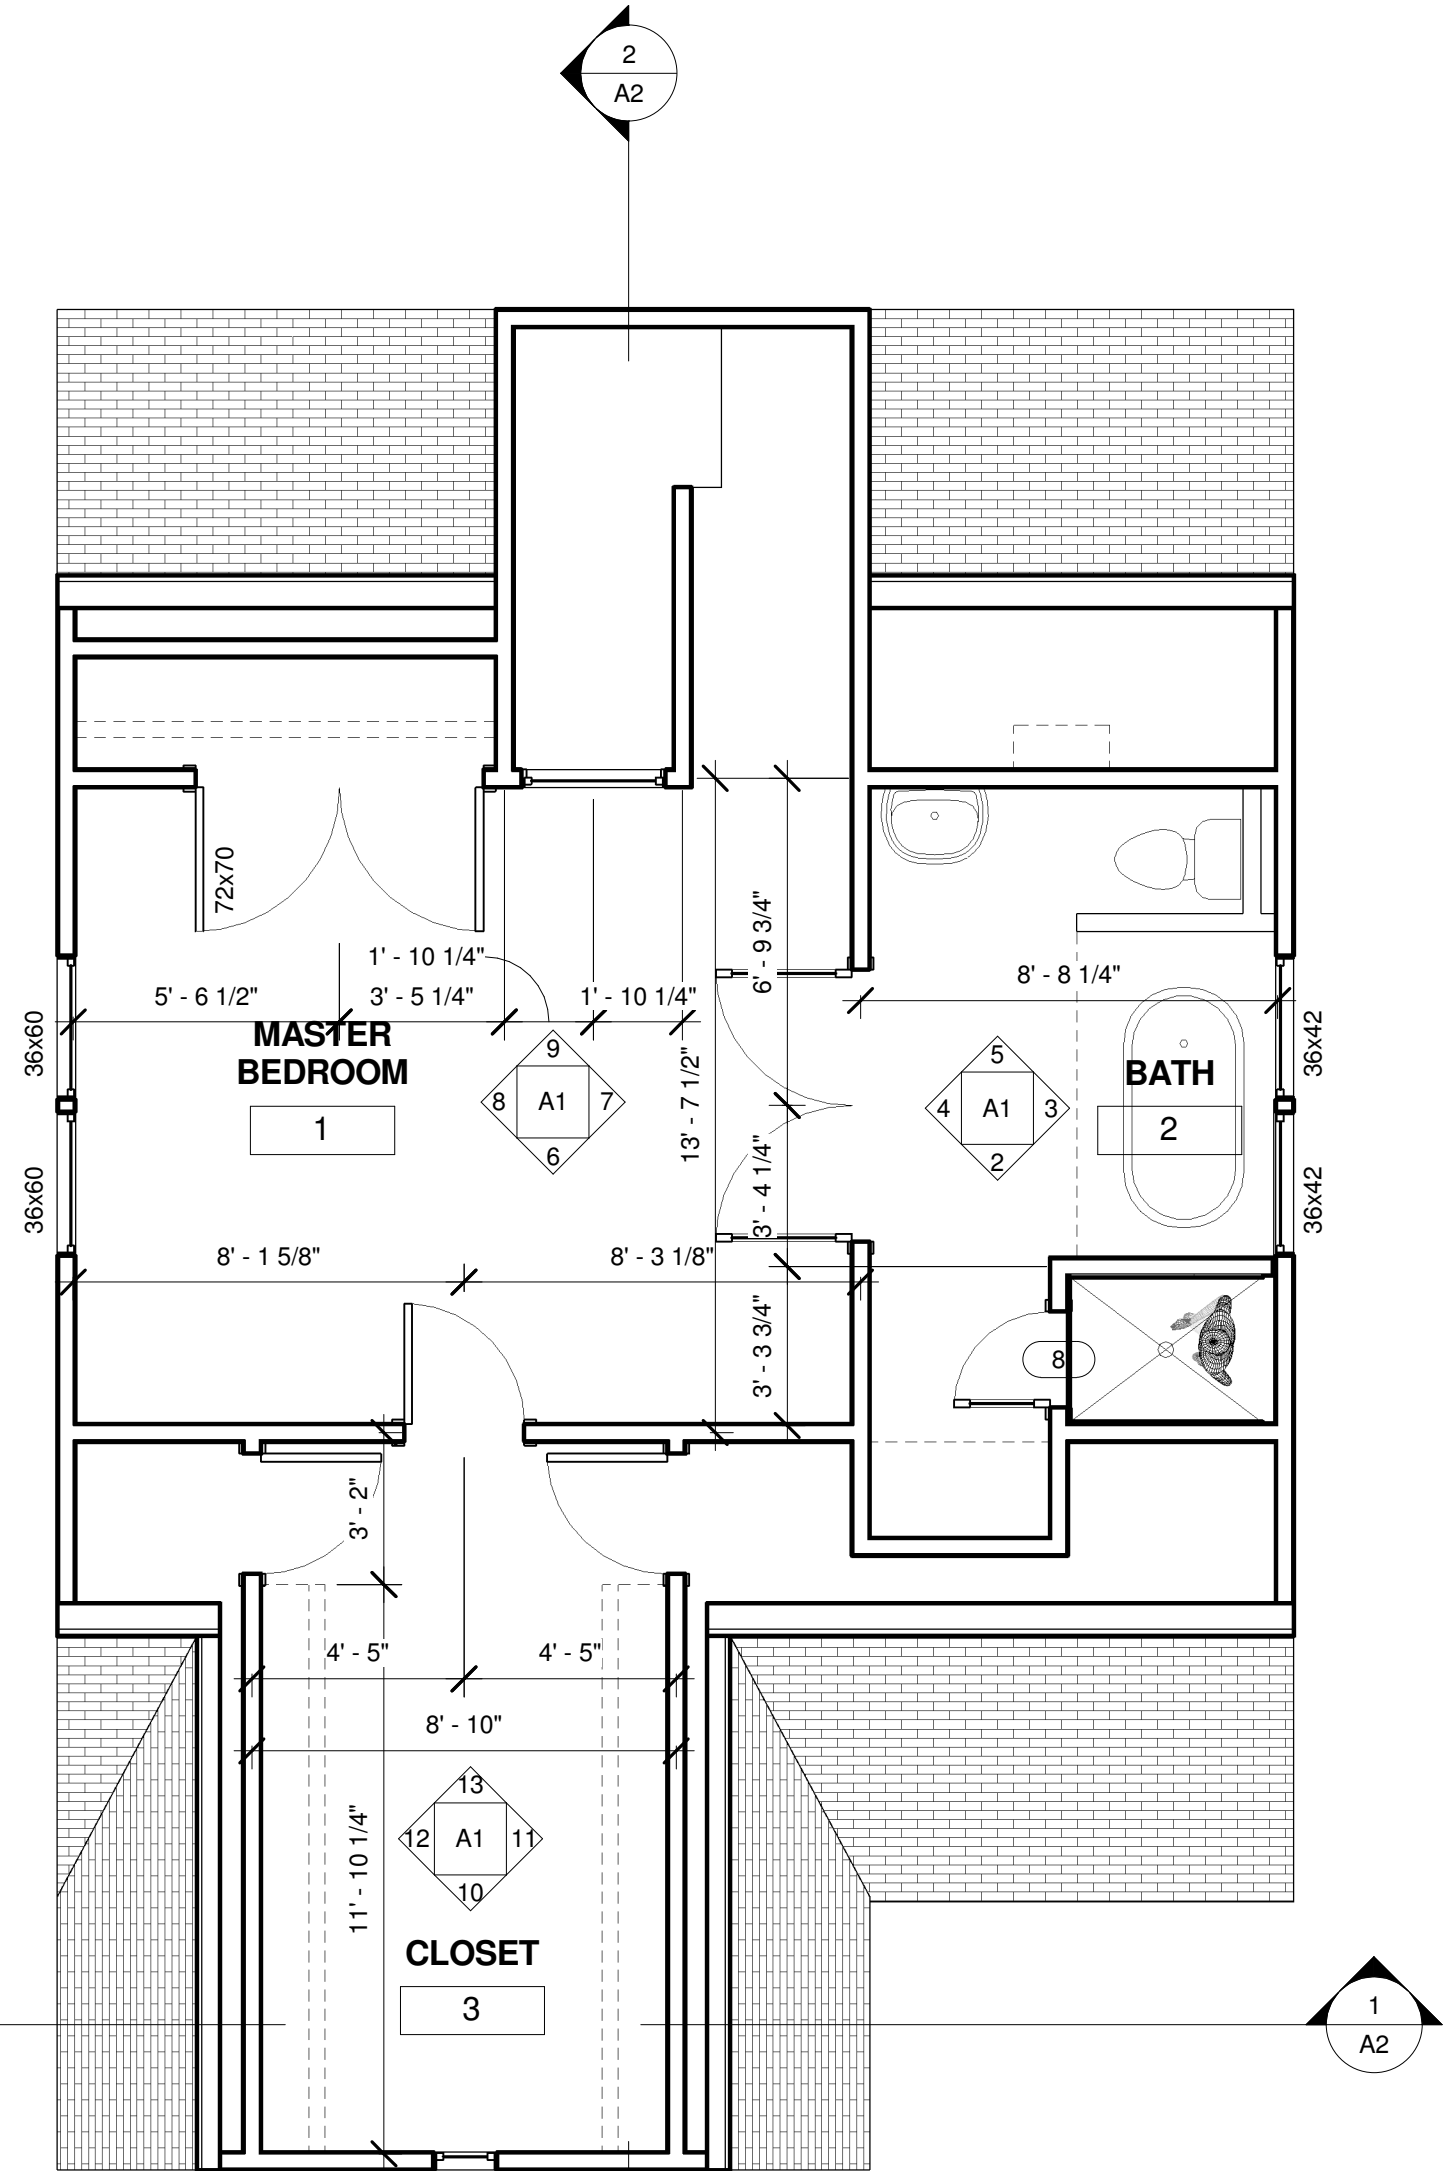 2
A2
72x70
1' - 10 1/4"
5' - 6 1/2"
3' - 5 1/4"
1' - 10 1/4"
6' - 9 3/4"
8' - 8 1/4"
36x60
MASTER
BEDROOM
1
9
8
A1
7
6
13' - 7 1/2"
5
4
A1
3
2
BATH
2
36x42
36x60
3' - 4 1/4"
36x42
8' - 1 5/8"
8' - 3 1/8"
3' - 3 3/4"
8
3' - 2"
4' - 5"
4' - 5"
8' - 10"
13
12
A1
11
10
11' - 10 1/4"
CLOSET
3
1
A2